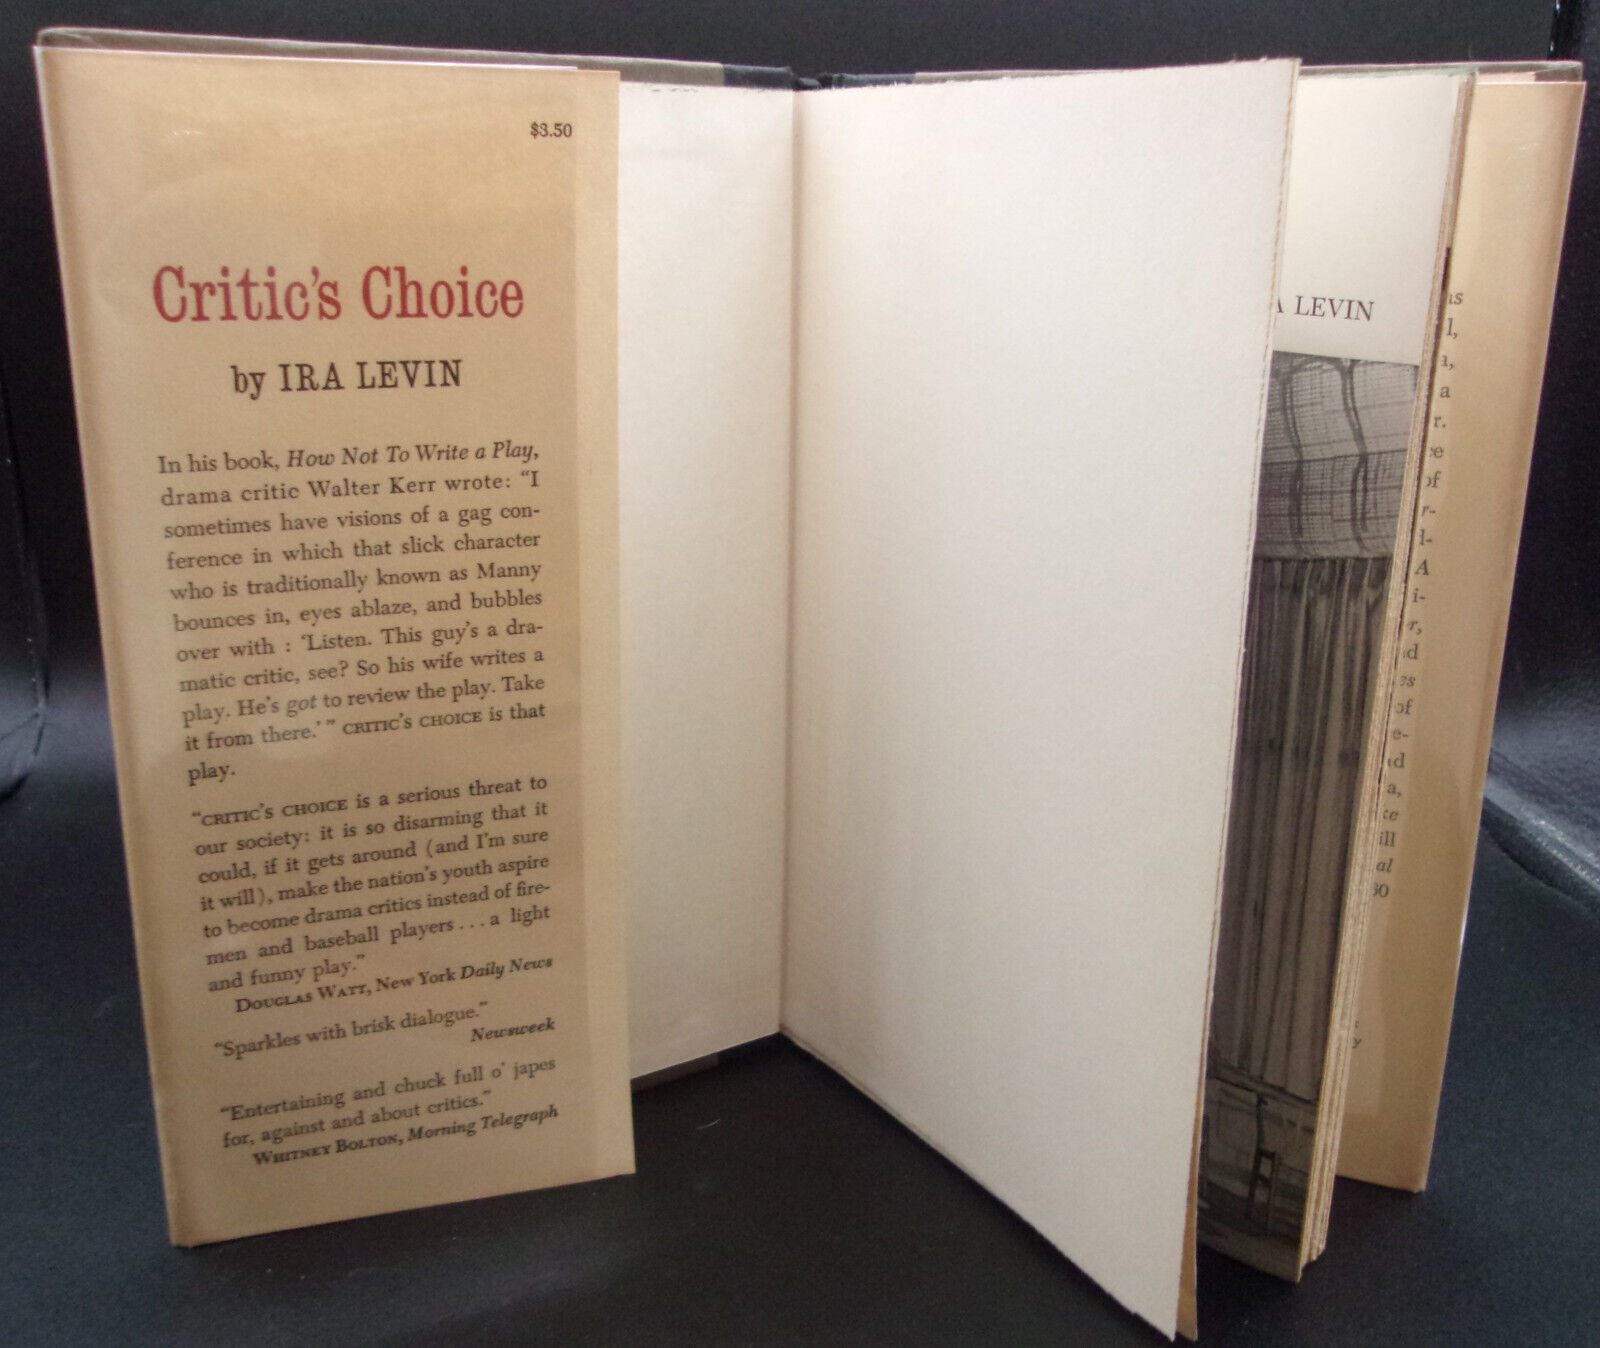 $3.50
Critic's Choice
by IRA LEVIN
In his book, How Not To Write a Play,
drama critic Walter Kerr wrote: "I
sometimes have visions of a gag con-
ference in which that slick character
who is traditionally known as Manny
bounces in, eyes ablaze, and bubbles
over with : 'Listen. This guy's a dra-
matic critic, see? So his wife writes a
play. He's got to review the play. Take
it from there.'" CRITIC'S CHOICE is that
play.
"CRITIC'S CHOICE is a serious threat to
our society: it is so disarming that it
could, if it gets around (and I'm sure
it will), make the nation's youth aspire
to become drama critics instead of fire-
men and baseball players . . . a light
and funny play."
DOUGLAS WATT, New York Daily News
"Sparkles with brisk dialogue."
Newsweek
"Entertaining and chuck full o' japes
for, against and about critics."
WHITNEY BOLTON, Morning Telegraph
LEVIN